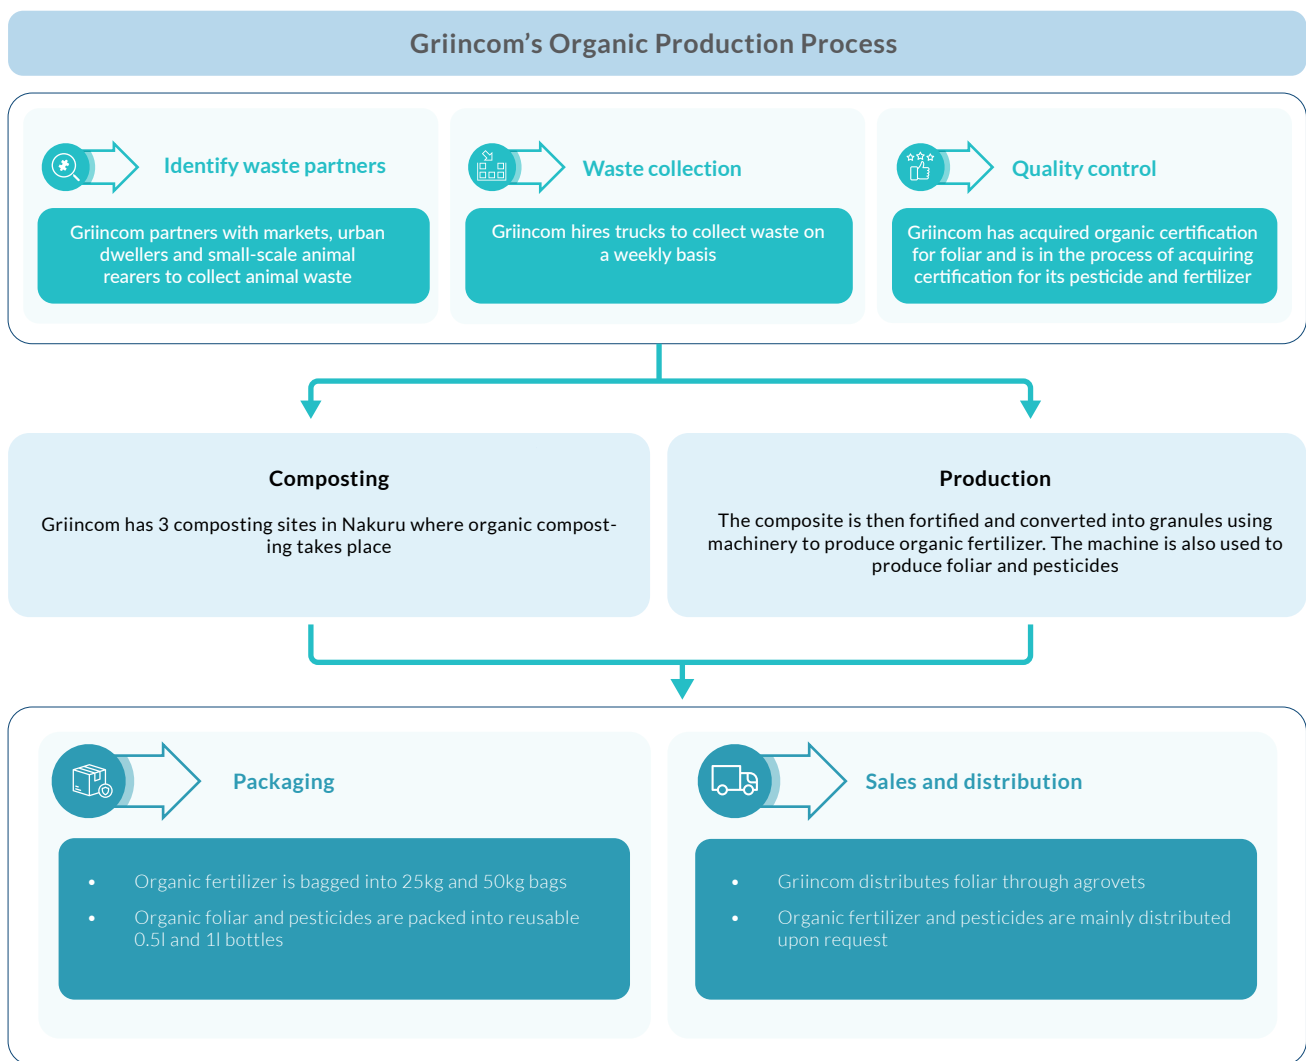 Griincom’s Organic Production Process
Identify waste partners
Griincom partners with markets, urban
dwellers and small-scale animal
rearers to collect animal waste
Waste collection
Griincom hires trucks to collect waste on
a weekly basis
Quality control
Griincom has acquired organic certification
for foliar and is in the process of acquiring
certification for its pesticide and fertilizer
Composting
Griincom has 3 composting sites in Nakuru where organic compost-
ing takes place
Production
The composite is then fortified and converted into granules using
machinery to produce organic fertilizer. The machine is also used to
produce foliar and pesticides
Packaging
• Organic fertilizer is bagged into 25kg and 50kg bags
• Organic foliar and pesticides are packed into reusable
0.5l and 1l bottles
Sales and distribution
• Griincom distributes foliar through agrovets
• Organic fertilizer and pesticides are mainly distributed
upon request